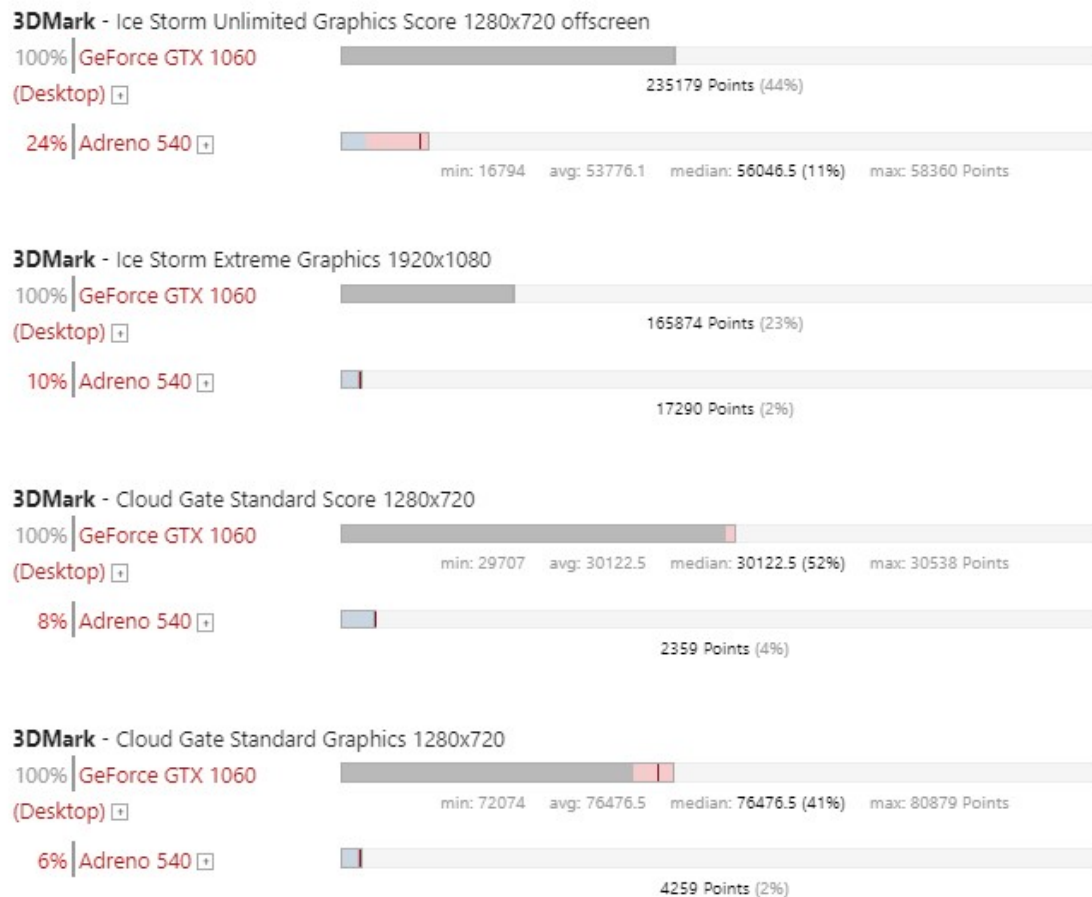 3DMark - Ice Storm Unlimited Graphics Score 1280x720 offscreen
100% GeForce GTX 1060
(Desktop) +
235179 Points (44%)
24% Adreno 540 +
min: 16794 avg: 53776.1 median: 56046.5 (11%) max: 58360 Points
3DMark - Ice Storm Extreme Graphics 1920x1080
100% GeForce GTX 1060
(Desktop) +
165874 Points (23%)
10% Adreno 540 +
17290 Points (2%)
3DMark - Cloud Gate Standard Score 1280x720
100% GeForce GTX 1060
(Desktop) +
min: 29707 avg: 30122.5 median: 30122.5 (52%) max: 30538 Points
8% Adreno 540 +
2359 Points (4%)
3DMark - Cloud Gate Standard Graphics 1280x720
100% GeForce GTX 1060
(Desktop) +
min: 72074 avg: 76476.5 median: 76476.5 (41%) max: 80879 Points
6% Adreno 540 +
4259 Points (2%)